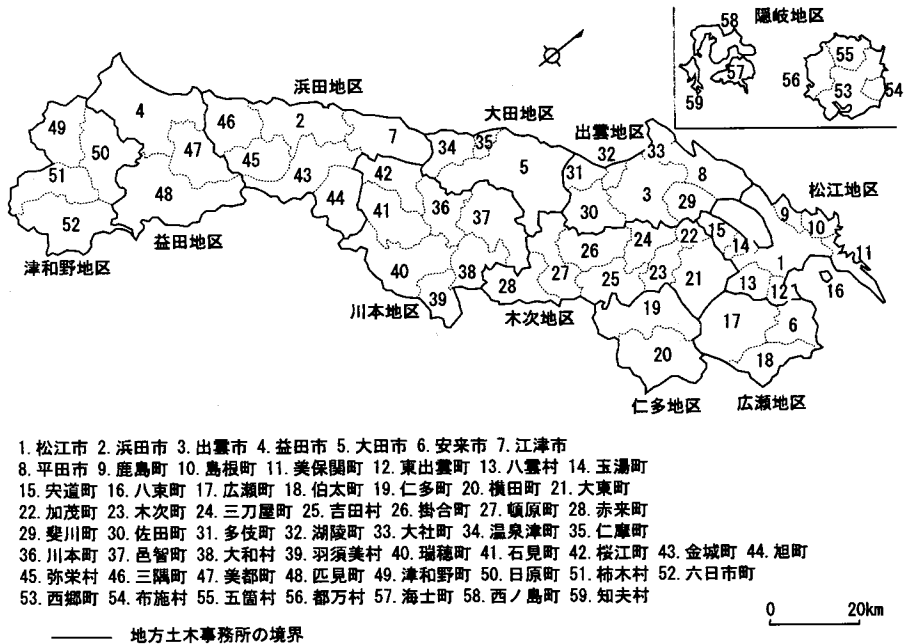 隠岐地区
58
55
57
56
53
54
59
浜田地区
大田地区
出雲地区
松江地区
4
46
2
7
34
35
5
32
33
31
8
49
50
47
45
43
42
3
30
29
9
10
11
51
48
44
41
36
37
26
24
22
15
14
1
16
52
40
38
28
27
25
23
21
13
12
39
19
17
6
20
18
益田地区
津和野地区
川本地区
木次地区
仁多地区
広瀬地区
1. 松江市 2. 浜田市 3. 出雲市 4. 益田市 5. 大田市 6. 安来市 7. 江津市
8. 平田市 9. 鹿島町 10. 島根町 11. 美保関町 12. 東出雲町 13. 八雲村 14. 玉湯町
15. 宍道町 16. 八束町 17. 広瀬町 18. 伯太町 19. 仁多町 20. 横田町 21. 大東町
22. 加茂町 23. 木次町 24. 三刀屋町 25. 吉田村 26. 掛合町 27. 頓原町 28. 赤来町
29. 斐川町 30. 佐田町 31. 多伎町 32. 湖陵町 33. 大社町 34. 温泉津町 35. 仁摩町
36. 川本町 37. 邑智町 38. 大和村 39. 羽須美村 40. 瑞穂町 41. 石見町 42. 桜江町 43. 金城町 44. 旭町
45. 弥栄村 46. 三隅町 47. 美都町 48. 匹見町 49. 津和野町 50. 日原町 51. 柿木村 52. 六日市町
53. 西郷町 54. 布施村 55. 五箇村 56. 都万村 57. 海士町 58. 西ノ島町 59. 知夫村
地方土木事務所の境界
0 20km